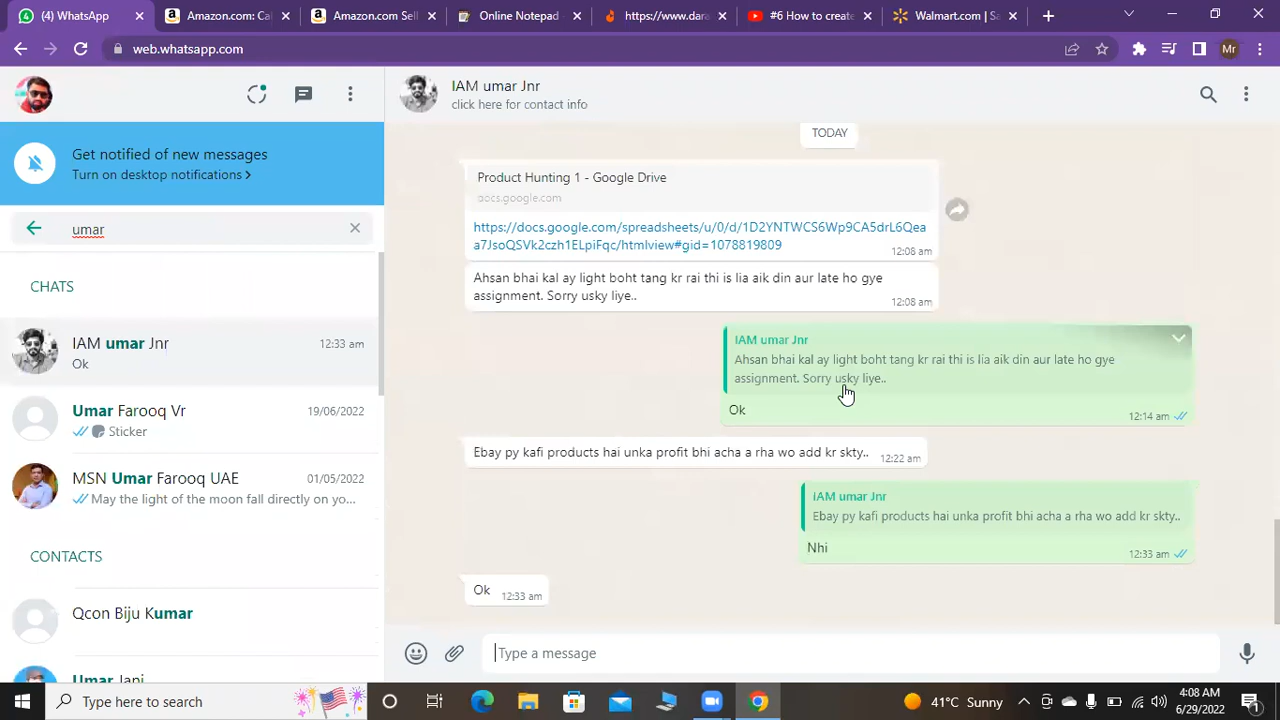 (4) WhatsApp
Amazon.com: Cal
Amazon.com Sell
Online Notepad -
https://www.dara
#6 How to create
Walmart.com | Sa
web.whatsapp.com
Mr
IAM umar Jnr
click here for contact info
Get notified of new messages
Turn on desktop notifications >
umar
CHATS
IAM umar Jnr
12:33 am
Ok
Umar Farooq Vr
19/06/2022
Sticker
MSN Umar Farooq UAE
01/05/2022
May the light of the moon fall directly on yo...
CONTACTS
Qcon Biju Kumar
Umar Jani
TODAY
Product Hunting 1 - Google Drive
docs.google.com
https://docs.google.com/spreadsheets/u/0/d/1D2YNTWCS6Wp9CA5drL6Qea
a7JsoQSVk2czh1ELpiFqc/htmlview#gid=1078819809
12:08 am
Ahsan bhai kal ay light boht tang kr rai thi is lia aik din aur late ho gye
assignment. Sorry usky liye..
12:08 am
IAM umar Jnr
Ahsan bhai kal ay light boht tang kr rai thi is lia aik din aur late ho gye
assignment. Sorry usky liye..
Ok
12:14 am
Ebay py kafi products hai unka profit bhi acha a rha wo add kr skty..
12:22 am
IAM umar Jnr
Ebay py kafi products hai unka profit bhi acha a rha wo add kr skty..
Nhi
12:33 am
Ok
12:33 am
Type a message
Type here to search
41°C Sunny
4:08 AM
6/29/2022
1